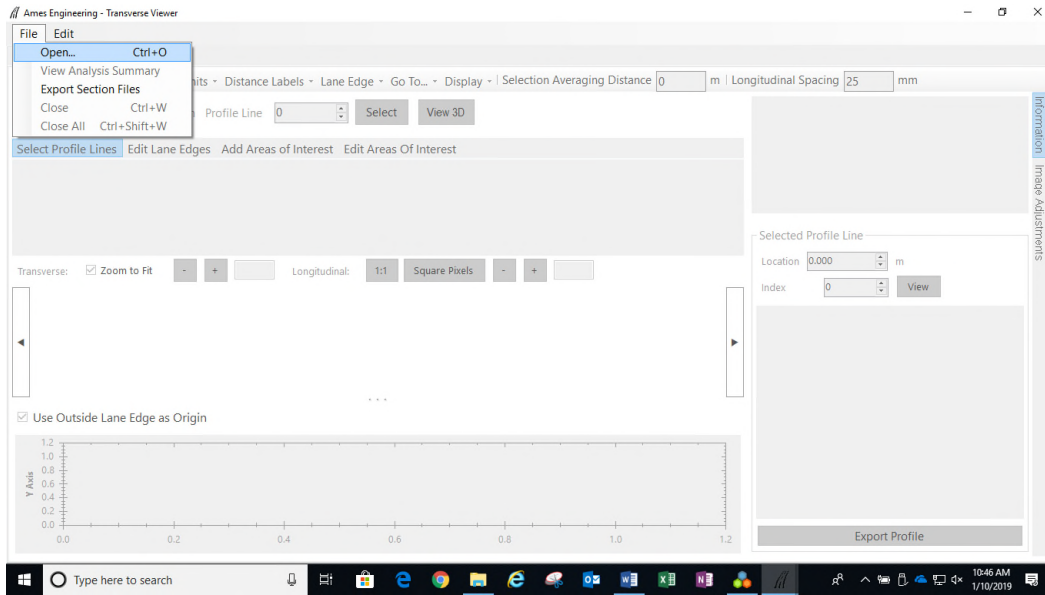 Ames Engineering - Transverse Viewer
File Edit
Open... Ctrl+O
View Analysis Summary
Export Section Files
Close Ctrl+W
Close All Ctrl+Shift+W
Distance Labels Lane Edge Go To... Display Selection Averaging Distance 0 m Longitudinal Spacing 25 mm
Profile Line 0 Select View 3D
Select Profile Lines Edit Lane Edges Add Areas of Interest Edit Areas Of Interest
Information
Image Adjustments
Selected Profile Line
Location 0.000 m
Index 0 View
Transverse: Zoom to Fit - + Longitudinal: 1:1 Square Pixels - +
...
Use Outside Lane Edge as Origin
Y Axis
1.2
1.0
0.8
0.6
0.4
0.2
0.0
0.0 0.2 0.4 0.6 0.8 1.0 1.2
Export Profile
Type here to search
10:46 AM
1/10/2019